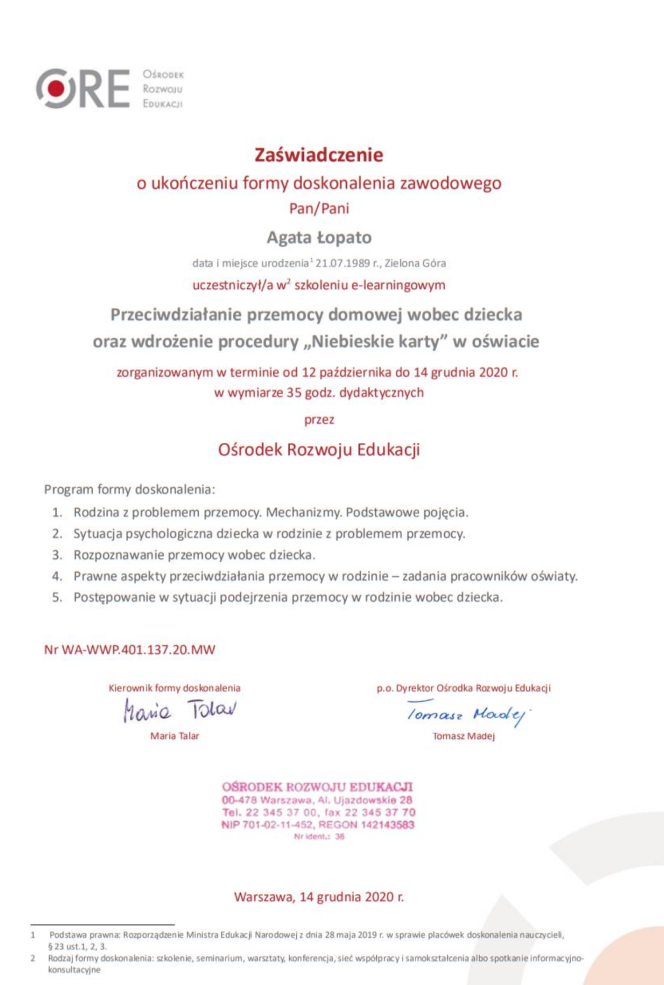 ORE
OŚRODEK
ROZWOJU
EDUKACJI
Zaświadczenie
o ukończeniu formy doskonalenia zawodowego
Pan/Pani
Agata Łopato
data i miejsce urodzenia¹ 21.07.1989 r., Zielona Góra
uczestniczył/a w² szkoleniu e-learningowym
Przeciwdziałanie przemocy domowej wobec dziecka
oraz wdrożenie procedury „Niebieskie karty” w oświacie
zorganizowanym w terminie od 12 października do 14 grudnia 2020 r.
w wymiarze 35 godz. dydaktycznych
przez
Ośrodek Rozwoju Edukacji
Program formy doskonalenia:
1. Rodzina z problemem przemocy. Mechanizmy. Podstawowe pojęcia.
2. Sytuacja psychologiczna dziecka w rodzinie z problemem przemocy.
3. Rozpoznawanie przemocy wobec dziecka.
4. Prawne aspekty przeciwdziałania przemocy w rodzinie – zadania pracowników oświaty.
5. Postępowanie w sytuacji podejrzenia przemocy w rodzinie wobec dziecka.
Nr WA-WWP.401.137.20.MW
Kierownik formy doskonalenia
Maria Talar
Maria Talar
p.o. Dyrektor Ośrodka Rozwoju Edukacji
Tomasz Madej
Tomasz Madej
OŚRODEK ROZWOJU EDUKACJI
00-478 Warszawa, Al. Ujazdowskie 28
Tel. 22 345 37 00, fax 22 345 37 70
NIP 701-02-11-452, REGON 142143583
Nr ident.: 36
Warszawa, 14 grudnia 2020 r.
1 Podstawa prawna: Rozporządzenie Ministra Edukacji Narodowej z dnia 28 maja 2019 r. w sprawie placówek doskonalenia nauczycieli,
§ 23 ust.1, 2, 3.
2 Rodzaj formy doskonalenia: szkolenie, seminarium, warsztaty, konferencja, sieć współpracy i samokształcenia albo spotkanie informacyjno-
konsultacyjne